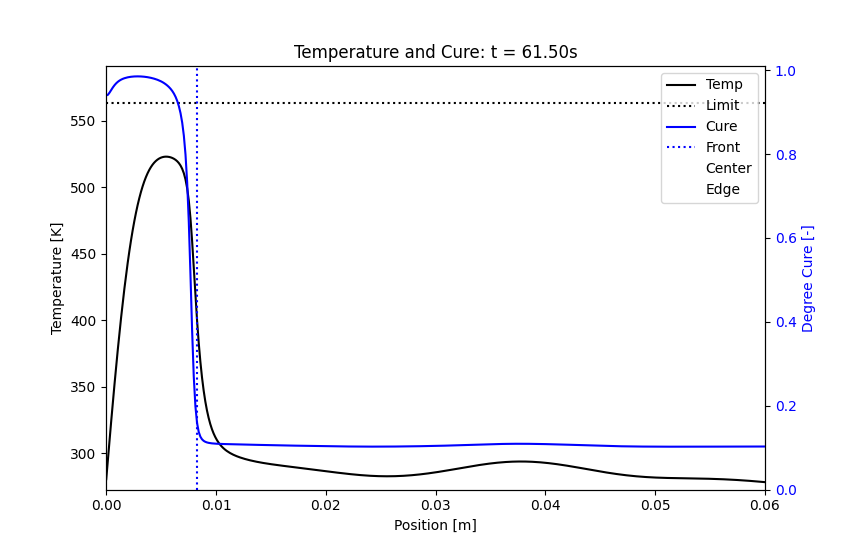 Temperature and Cure: t = 61.50s
Temperature [K]
550
500
450
400
350
300
Temp
Limit
Cure
Front
Center
Edge
1.0
0.8
0.6
0.4
0.2
0.0
Degree Cure [-]
0.00
0.01
0.02
0.03
0.04
0.05
0.06
Position [m]